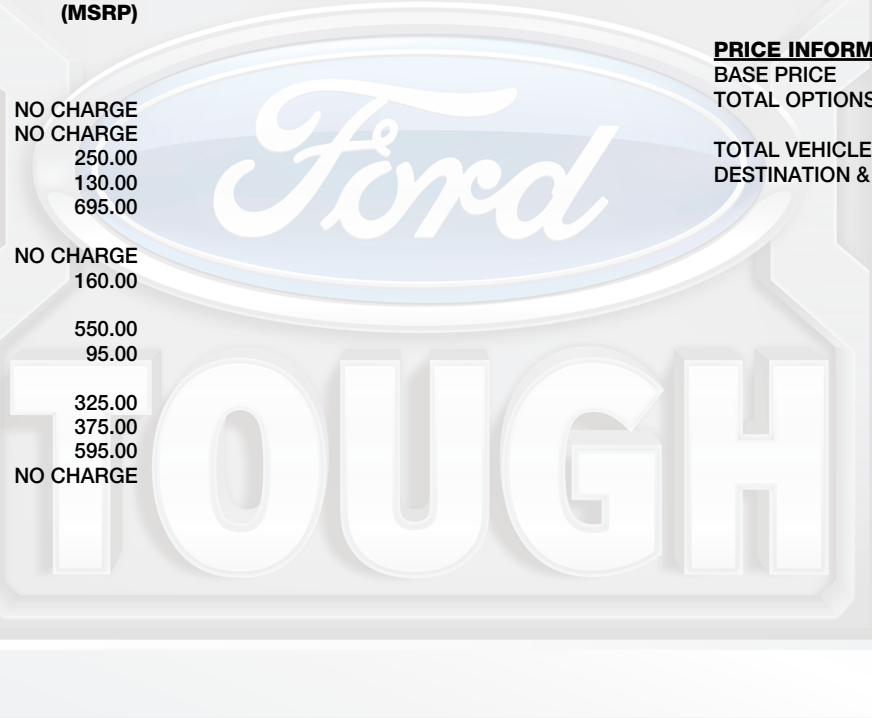 (MSRP)
NO CHARGE
NO CHARGE
250.00
130.00
695.00
NO CHARGE
160.00
550.00
95.00
325.00
375.00
595.00
NO CHARGE
PRICE INFORM
BASE PRICE
TOTAL OPTIONS
TOTAL VEHICLE
DESTINATION &
Ford
TOUGH